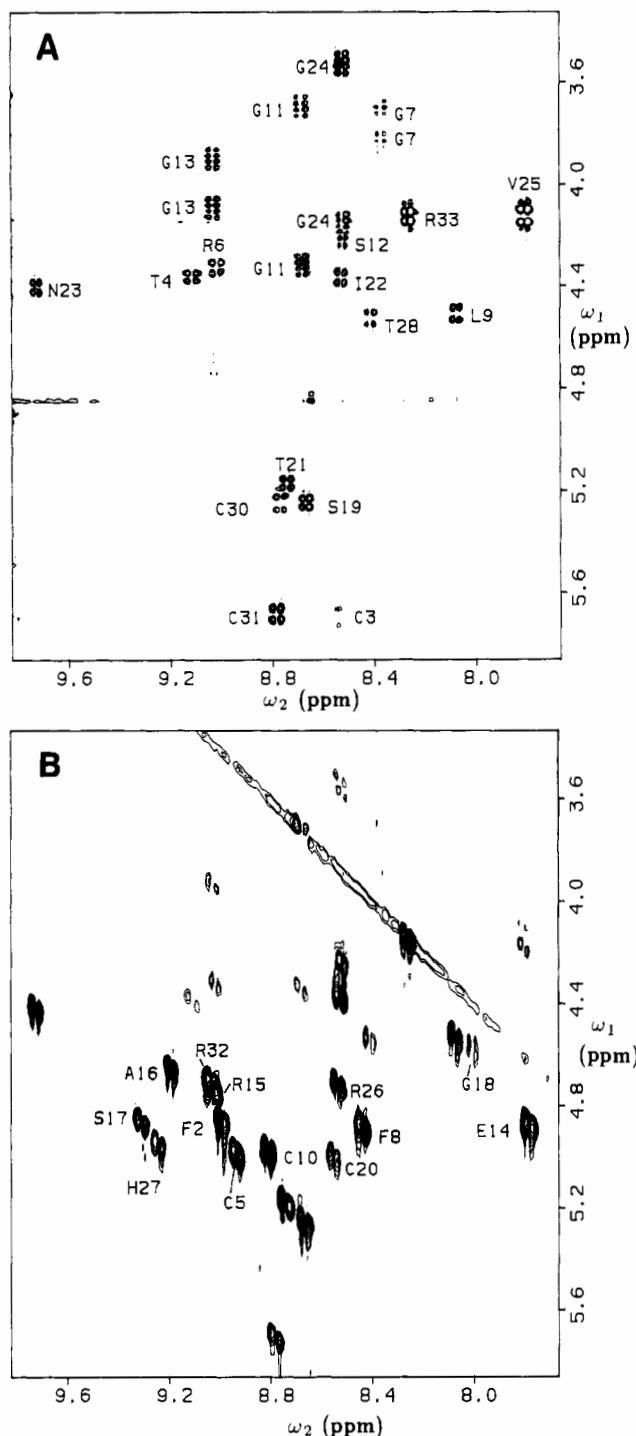 A
G24
G11
G7
G7
G13
V25
G13
G24
R33
R6
S12
G11
I22
N23
T4
T28
L9
T21
C30
S19
C31
C3
3.6
4.0
4.4
ω1
(ppm)
4.8
5.2
5.6
9.6
9.2
8.8
8.4
8.0
ω2 (ppm)
B
R32
A16
R15
G18
S17
F2
R26
F8
E14
C10
C20
H27
C5
3.6
4.0
4.4
ω1
(ppm)
4.8
5.2
5.6
9.6
9.2
8.8
8.4
8.0
ω2 (ppm)